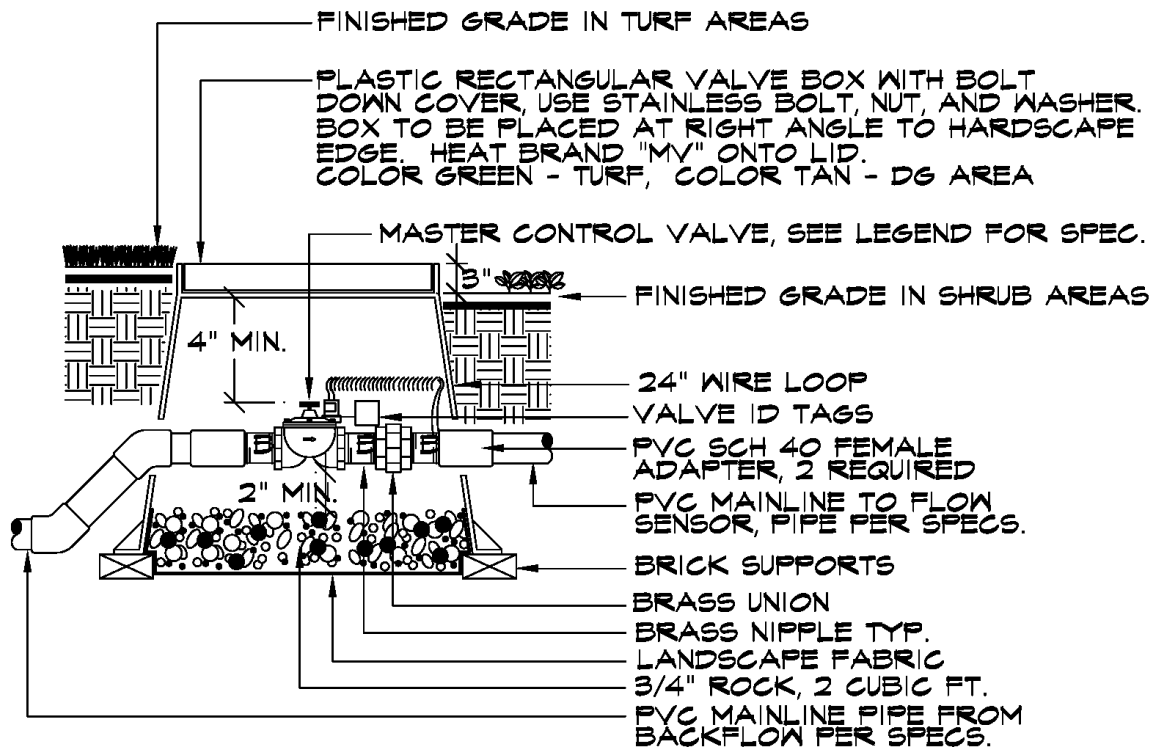 FINISHED GRADE IN TURF AREAS
PLASTIC RECTANGULAR VALVE BOX WITH BOLT
DOWN COVER, USE STAINLESS BOLT, NUT, AND WASHER.
BOX TO BE PLACED AT RIGHT ANGLE TO HARDSCAPE
EDGE. HEAT BRAND "MV" ONTO LID.
COLOR GREEN - TURF, COLOR TAN - DG AREA
MASTER CONTROL VALVE, SEE LEGEND FOR SPEC.
3"
FINISHED GRADE IN SHRUB AREAS
4" MIN.
24" WIRE LOOP
VALVE ID TAGS
PVC SCH 40 FEMALE
ADAPTER, 2 REQUIRED
2" MIN.
PVC MAINLINE TO FLOW
SENSOR, PIPE PER SPECS.
BRICK SUPPORTS
BRASS UNION
BRASS NIPPLE TYP.
LANDSCAPE FABRIC
3/4" ROCK, 2 CUBIC FT.
PVC MAINLINE PIPE FROM
BACKFLOW PER SPECS.